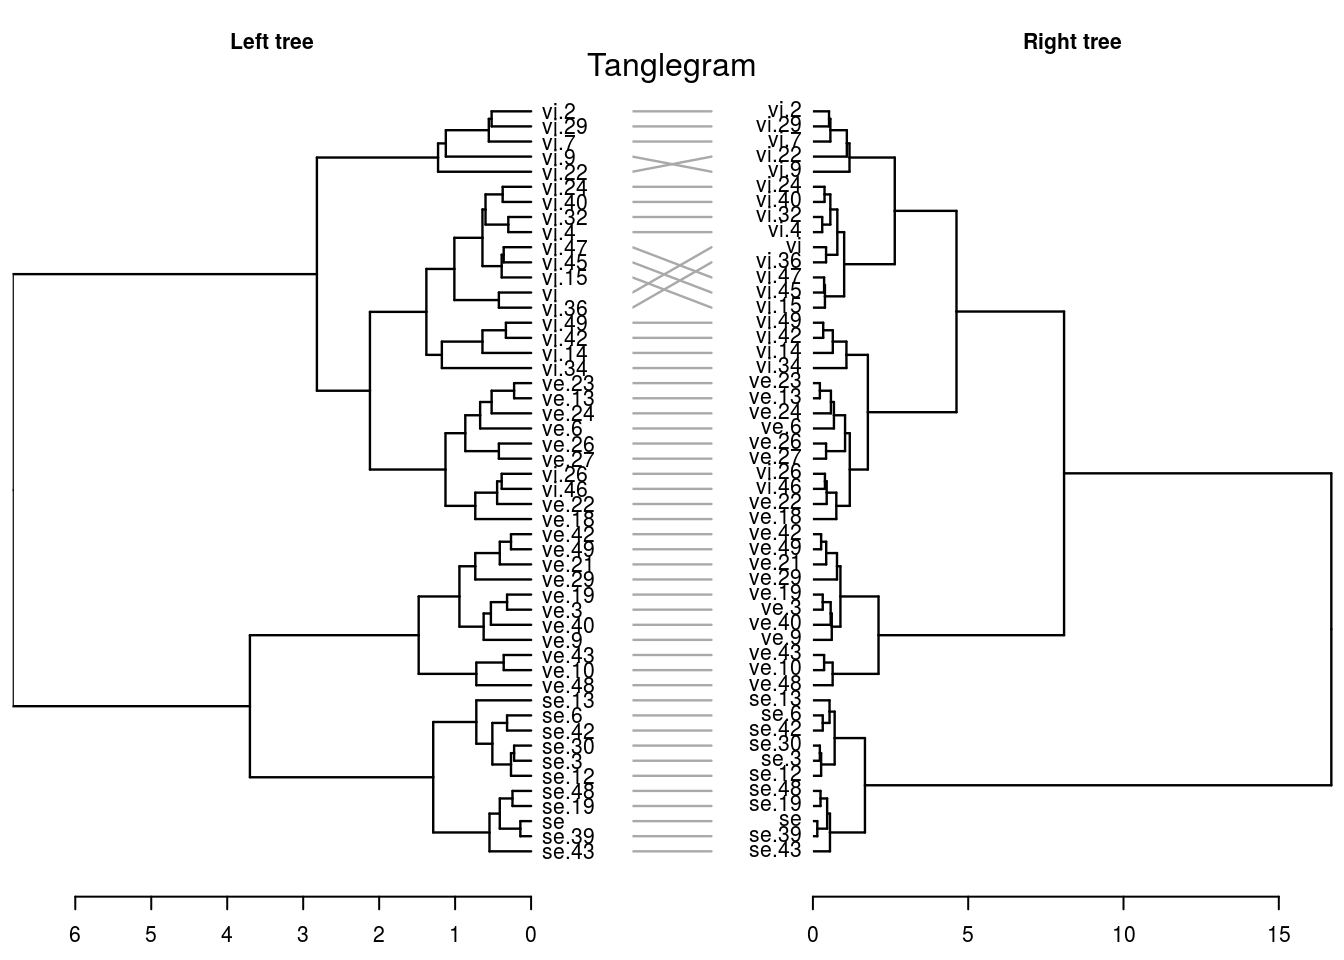 Left tree
Right tree
Tanglegram
vi.2 vi.2
vi.29 vi.29
vi.7 vi.7
vi.9 vi.22
vi.22 vi.9
vi.24 vi.24
vi.40 vi.40
vi.32 vi.32
vi.4 vi.4
vi.47 vi
vi.45 vi.36
vi.15 vi.47
vi vi.45
vi.36 vi.15
vi.49 vi.49
vi.42 vi.42
vi.14 vi.14
vi.34 vi.34
ve.23 ve.23
ve.13 ve.13
ve.24 ve.24
ve.6 ve.6
ve.26 ve.26
ve.27 ve.27
vi.26 vi.26
vi.46 vi.46
ve.22 ve.22
ve.18 ve.18
ve.42 ve.42
ve.49 ve.49
ve.21 ve.21
ve.29 ve.29
ve.19 ve.19
ve.3 ve.3
ve.40 ve.40
ve.9 ve.9
ve.43 ve.43
ve.10 ve.10
ve.48 ve.48
se.13 se.13
se.6 se.6
se.42 se.42
se.30 se.30
se.3 se.3
se.12 se.12
se.48 se.48
se.19 se.19
se se
se.39 se.39
se.43 se.43
6 5 4 3 2 1 0
0 5 10 15